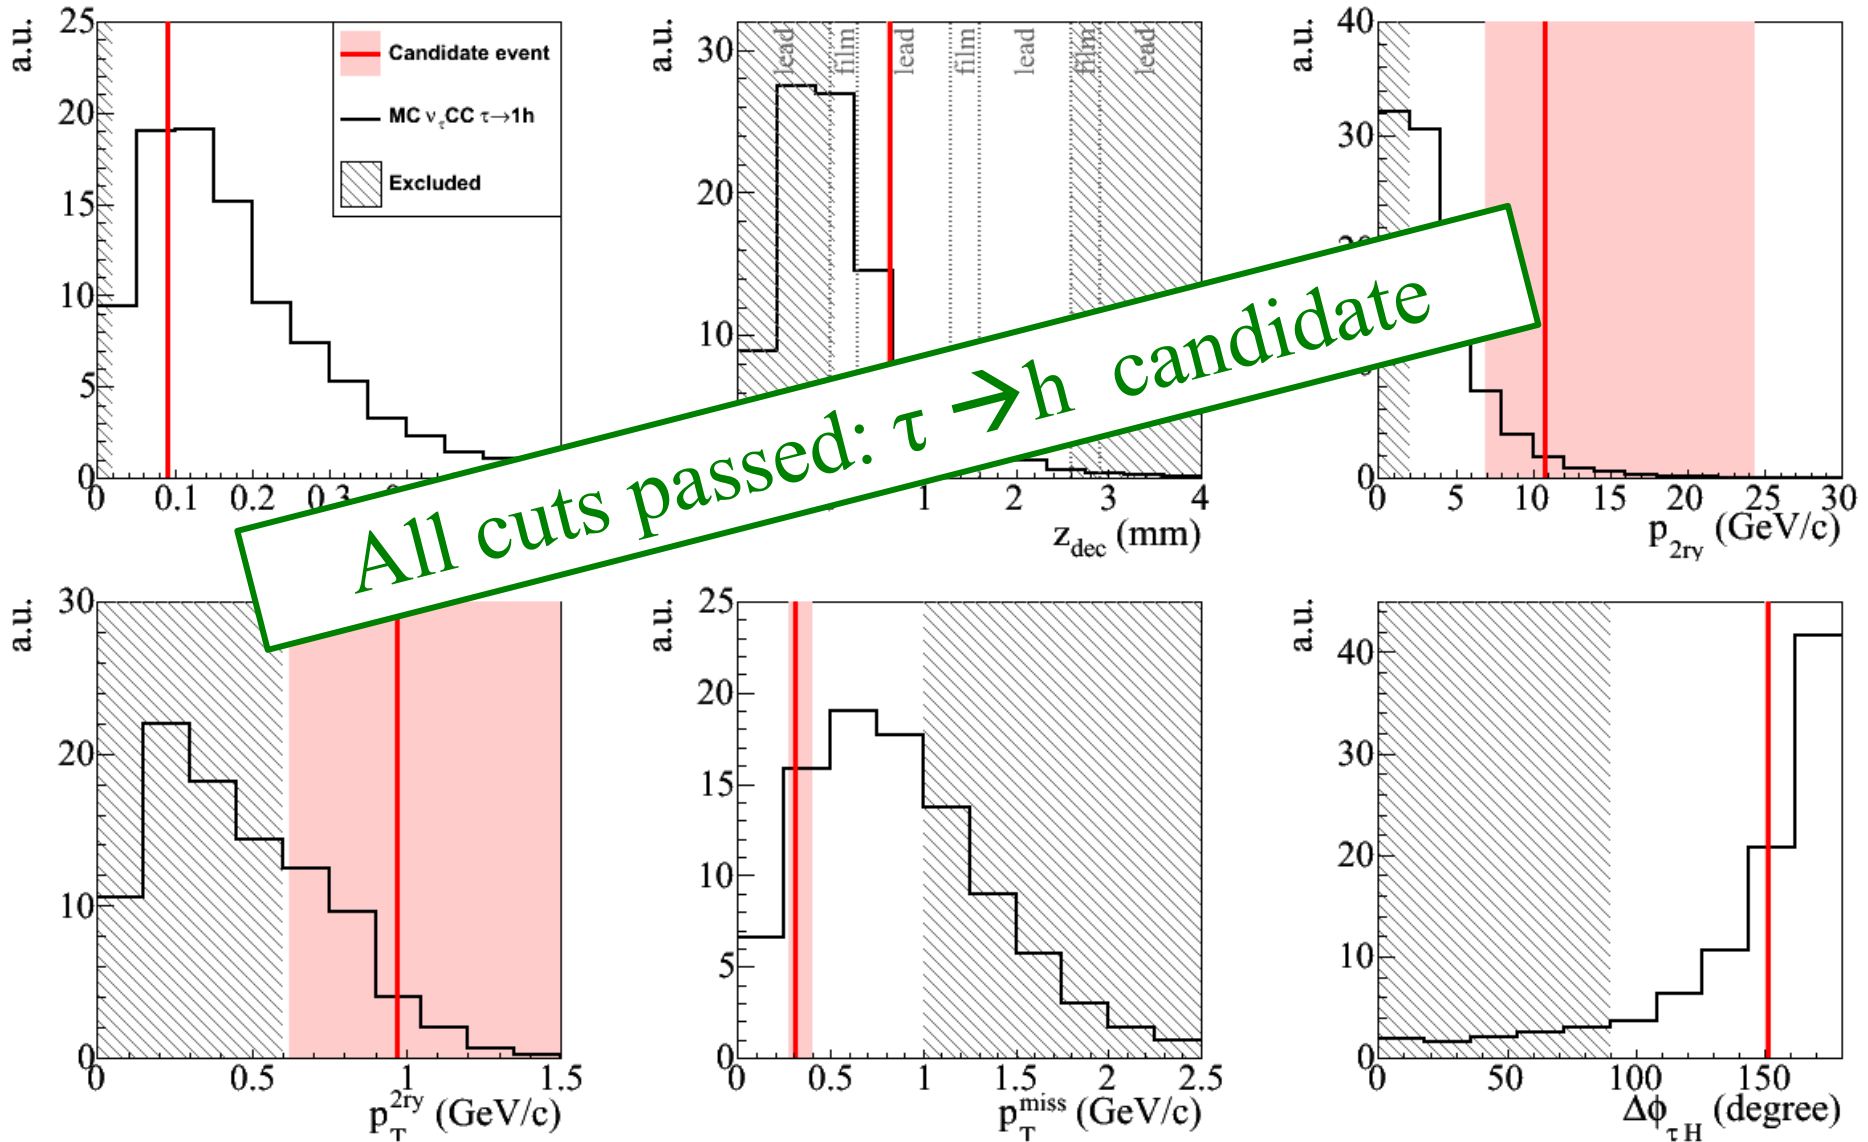 a.u.
25
20
15
10
5
0
0 0.1 0.2 0.3
Candidate event
MC ντCC τ→1h
Excluded
a.u.
30
20
10
lead film lead film lead film lead
1 2 3 4
z_dec (mm)
a.u.
40
30
0
0 5 10 15 20 25 30
p_2ry (GeV/c)
All cuts passed: τ →h candidate
a.u.
30
20
10
0
0 0.5 1 1.5
p_T^2ry (GeV/c)
a.u.
25
20
15
10
5
0
0 0.5 1 1.5 2 2.5
p_T^miss (GeV/c)
a.u.
40
30
20
10
0
0 50 100 150
Δϕ_τH (degree)